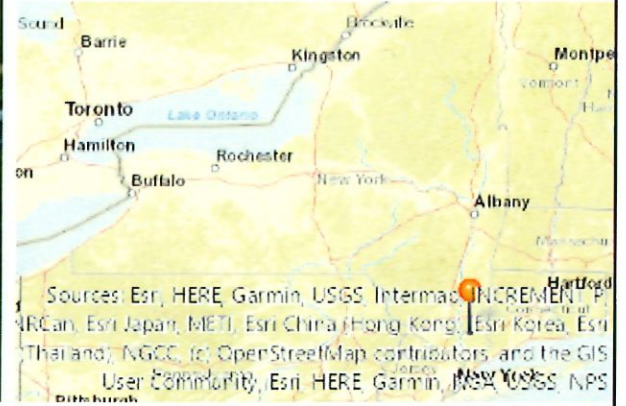 Sound
Barrie
Brockville
Kingston
Montpe
Vermont
Toronto
Lake Ontario
Hamilton
Rochester
on
Buffalo
New York
Albany
Massachu
Hartford
Sources: Esri, HERE, Garmin, USGS, Intermap, INCREMENT P,
NRCan, Esri Japan, METI, Esri China (Hong Kong), Esri Korea, Esri
(Thailand), NGCC, (c) OpenStreetMap contributors, and the GIS
User Community, Esri, HERE, Garmin, NGA, USGS, NPS
Pennsylvania
New York
Pittsburgh